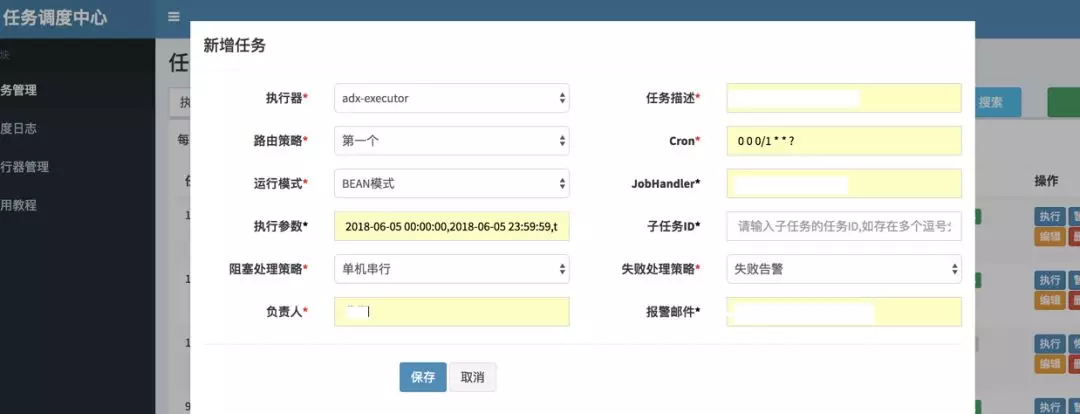 任务调度中心
新增任务
任
块
执行器* adx-executor 任务描述*
务管理
执
搜索
度日志
路由策略* 第一个 Cron* 0 0 0/1 * * ?
每
行器管理
运行模式* BEAN模式 JobHandler*
操作
用教程
执行参数* 2018-06-05 00:00:00,2018-06-05 23:59:59,t 子任务ID* 请输入子任务的任务ID,如存在多个逗号
1 执行
编辑
阻塞处理策略* 单机串行 失败处理策略* 失败告警
1 执行
编辑
负责人* 报警邮件*
1 执行
编辑
保存 取消
9 执行